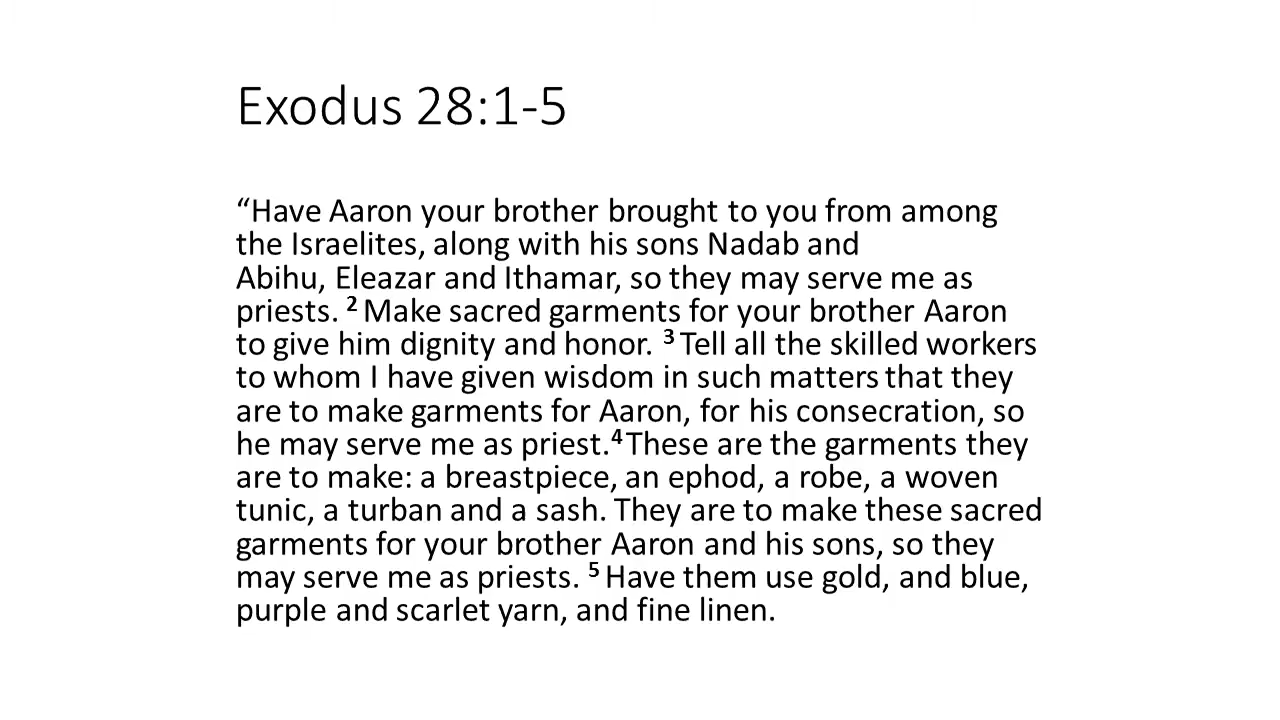 Exodus 28:1-5
“Have Aaron your brother brought to you from among
the Israelites, along with his sons Nadab and
Abihu, Eleazar and Ithamar, so they may serve me as
priests. ² Make sacred garments for your brother Aaron
to give him dignity and honor. ³ Tell all the skilled workers
to whom I have given wisdom in such matters that they
are to make garments for Aaron, for his consecration, so
he may serve me as priest.⁴ These are the garments they
are to make: a breastpiece, an ephod, a robe, a woven
tunic, a turban and a sash. They are to make these sacred
garments for your brother Aaron and his sons, so they
may serve me as priests. ⁵ Have them use gold, and blue,
purple and scarlet yarn, and fine linen.